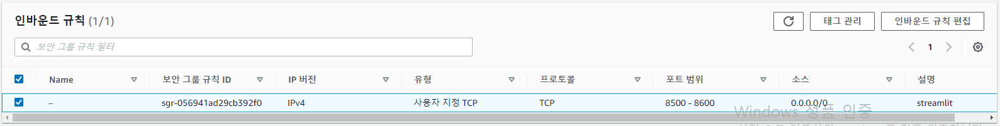 인바운드 규칙 (1/1)
태그 관리
인바운드 규칙 편집
보안 그룹 규칙 필터
1
Name 보안 그룹 규칙 ID IP 버전 유형 프로토콜 포트 범위 소스 설명
– sgr-056941ad29cb392f0 IPv4 사용자 지정 TCP TCP 8500 - 8600 0.0.0.0/0 streamlit
Windows 정품 인증